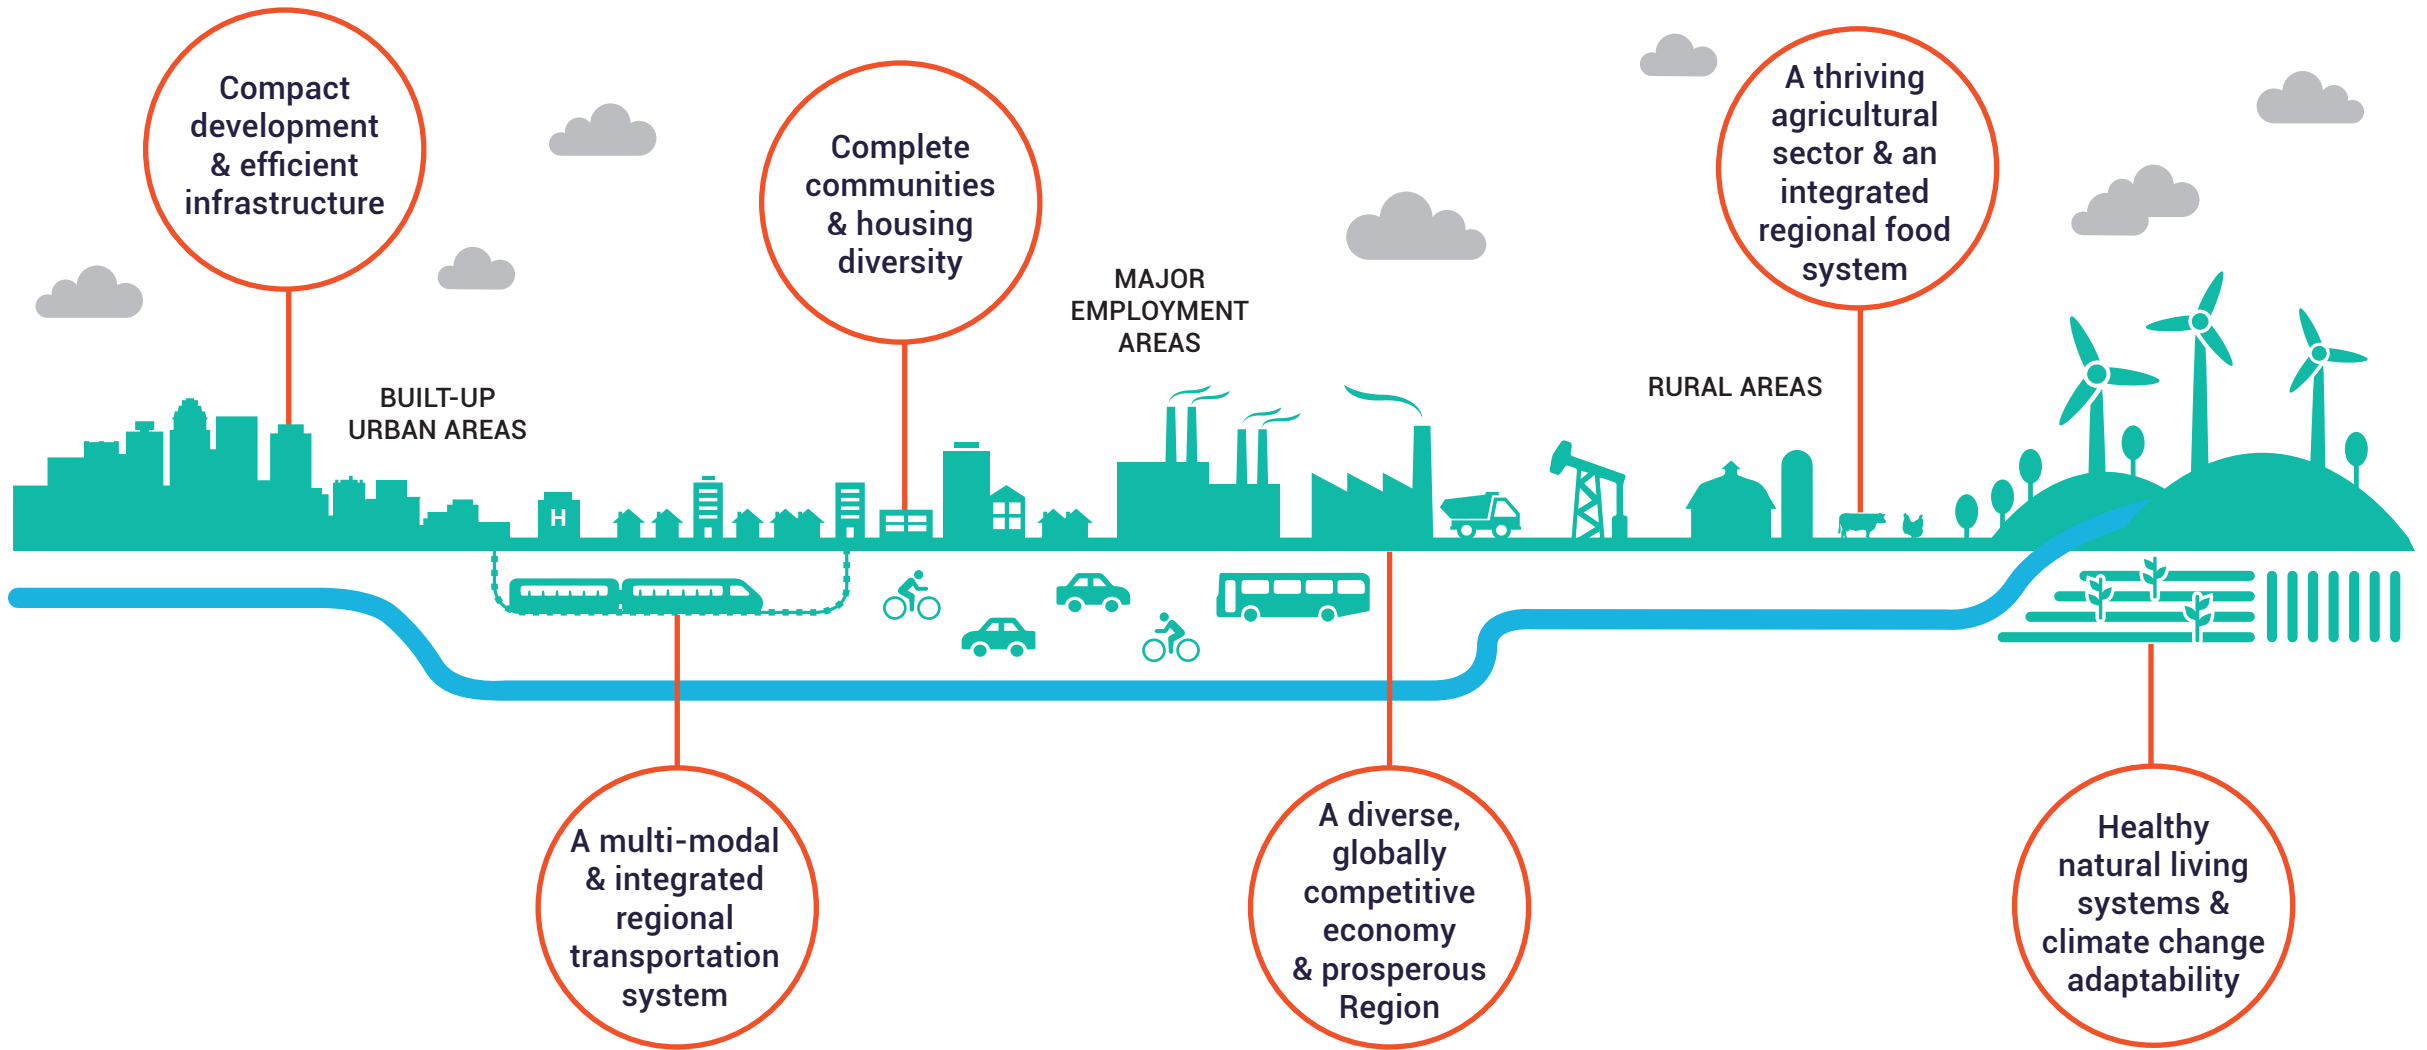 Compact
development
& efficient
infrastructure
Complete
communities
& housing
diversity
A thriving
agricultural
sector & an
integrated
regional food
system
MAJOR
EMPLOYMENT
AREAS
BUILT-UP
URBAN AREAS
RURAL AREAS
H
A multi-modal
& integrated
regional
transportation
system
A diverse,
globally
competitive
economy
& prosperous
Region
Healthy
natural living
systems &
climate change
adaptability